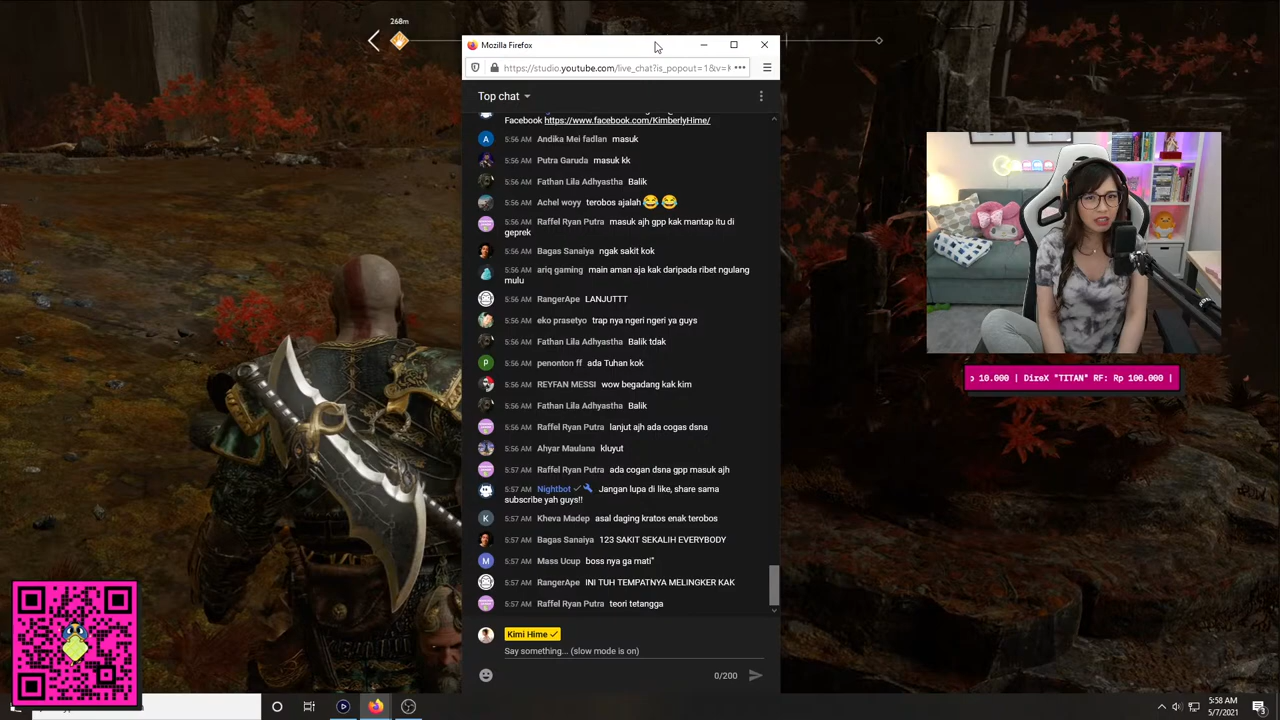 268m
Mozilla Firefox
https://studio.youtube.com/live_chat?is_popout=1&v=
Top chat
Facebook https://www.facebook.com/KimberlyHime/
5:56 AM Andika Mei fadlan masuk
5:56 AM Putra Garuda masuk kk
5:56 AM Fathan Lila Adhyastha Balik
5:56 AM Achel woyy terobos ajalah 😂 😂
5:56 AM Raffel Ryan Putra masuk ajh gpp kak mantap itu di
geprek
5:56 AM Bagas Sanaiya ngak sakit kok
5:56 AM ariq gaming main aman aja kak daripada ribet ngulang
mulu
5:56 AM RangerApe LANJUTTT
5:56 AM eko prasetyo trap nya ngeri ngeri ya guys
5:56 AM Fathan Lila Adhyastha Balik tdak
5:56 AM penonton ff ada Tuhan kok
5:56 AM REYFAN MESSI wow begadang kak kim
5:56 AM Fathan Lila Adhyastha Balik
5:56 AM Raffel Ryan Putra lanjut ajh ada cogas dsna
5:56 AM Ahyar Maulana kluyut
5:57 AM Raffel Ryan Putra ada cogan dsna gpp masuk ajh
5:57 AM Nightbot Jangan lupa di like, share sama
subscribe yah guys!!
5:57 AM Kheva Madep asal daging kratos enak terobos
5:57 AM Bagas Sanaiya 123 SAKIT SEKALIH EVERYBODY
5:57 AM Mass Ucup boss nya ga mati"
5:57 AM RangerApe INI TUH TEMPATNYA MELINGKER KAK
5:57 AM Raffel Ryan Putra teori tetangga
Kimi Hime
Say something... (slow mode is on)
0/200
10.000 | DireX "TITAN" RF: Rp 100.000 |
5:58 AM
5/7/2021
3